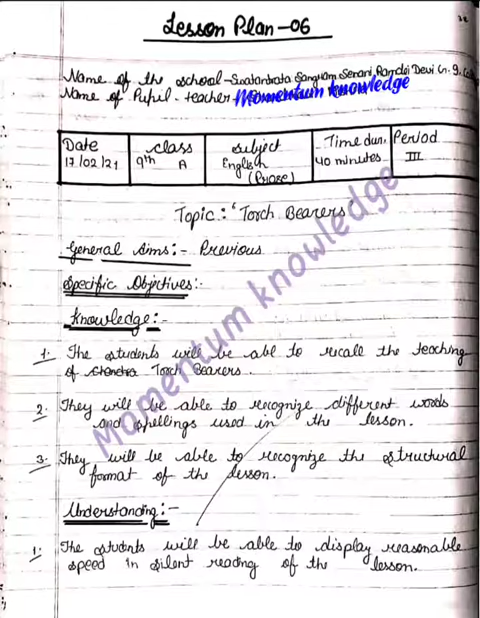 Lesson Plan-06
Name of the school-Swatantrata Sangram Senani Ramdei Devi G. I.
Name of Pupil-teacher Momentum knowledge
Date class subject Time dur. Period
17/02/21 9th A English 40 minutes III
(Prose)
Topic:- 'Torch Bearers'
General Aims:- Previous
Specific Objectives:-
Knowledge:-
1. The students will be abl to recall the teaching
of Torch Bearers.
2. They will be able to recognize different words
and spellings used in the lesson.
3. They will be able to recognize the structural
format of the lesson.
Understanding:-
1. The students will be able to display reasonable
speed in silent reading of the lesson.
Momentum knowledge